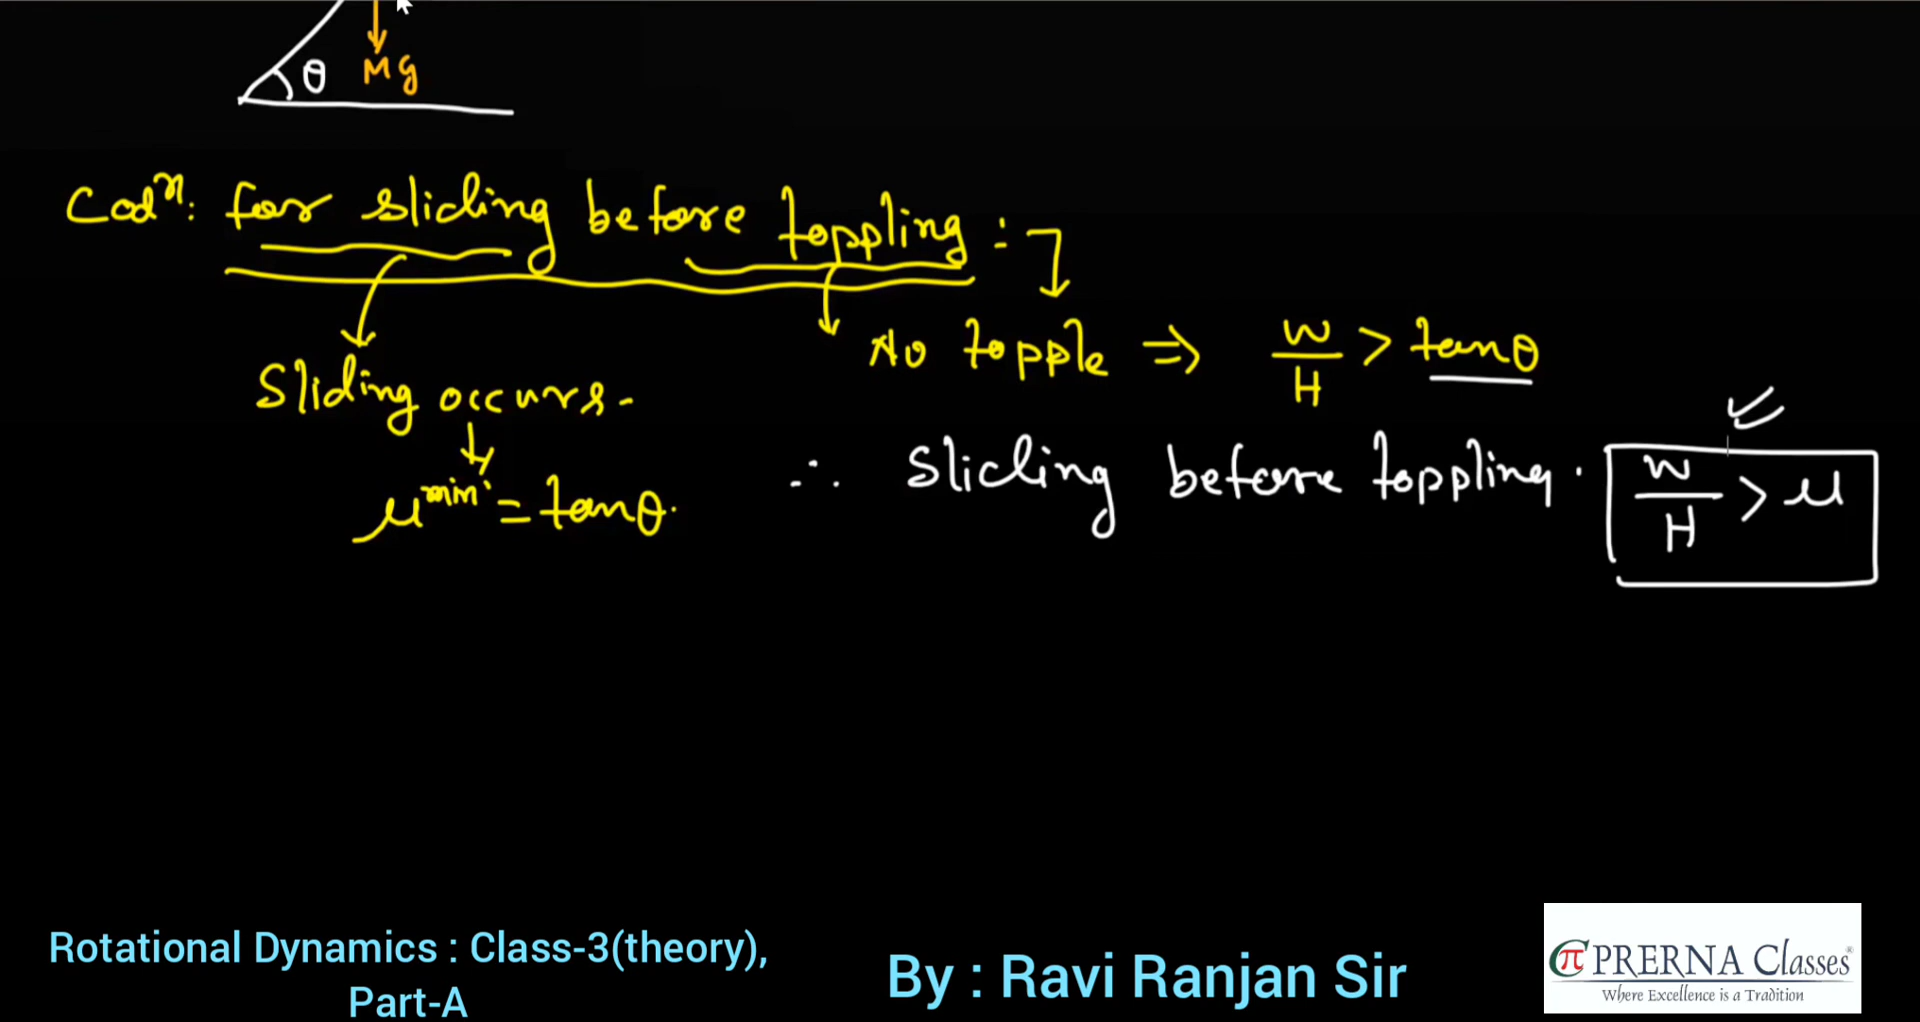 θ Mg
Codⁿ: for sliding before toppling :
No topple ⇒ W/H > tanθ
Sliding occurs.
μ^min = tanθ.
∴ Sliding before toppling. W/H > μ
Rotational Dynamics : Class-3(theory),
Part-A
By : Ravi Ranjan Sir
π PRERNA Classes®
Where Excellence is a Tradition